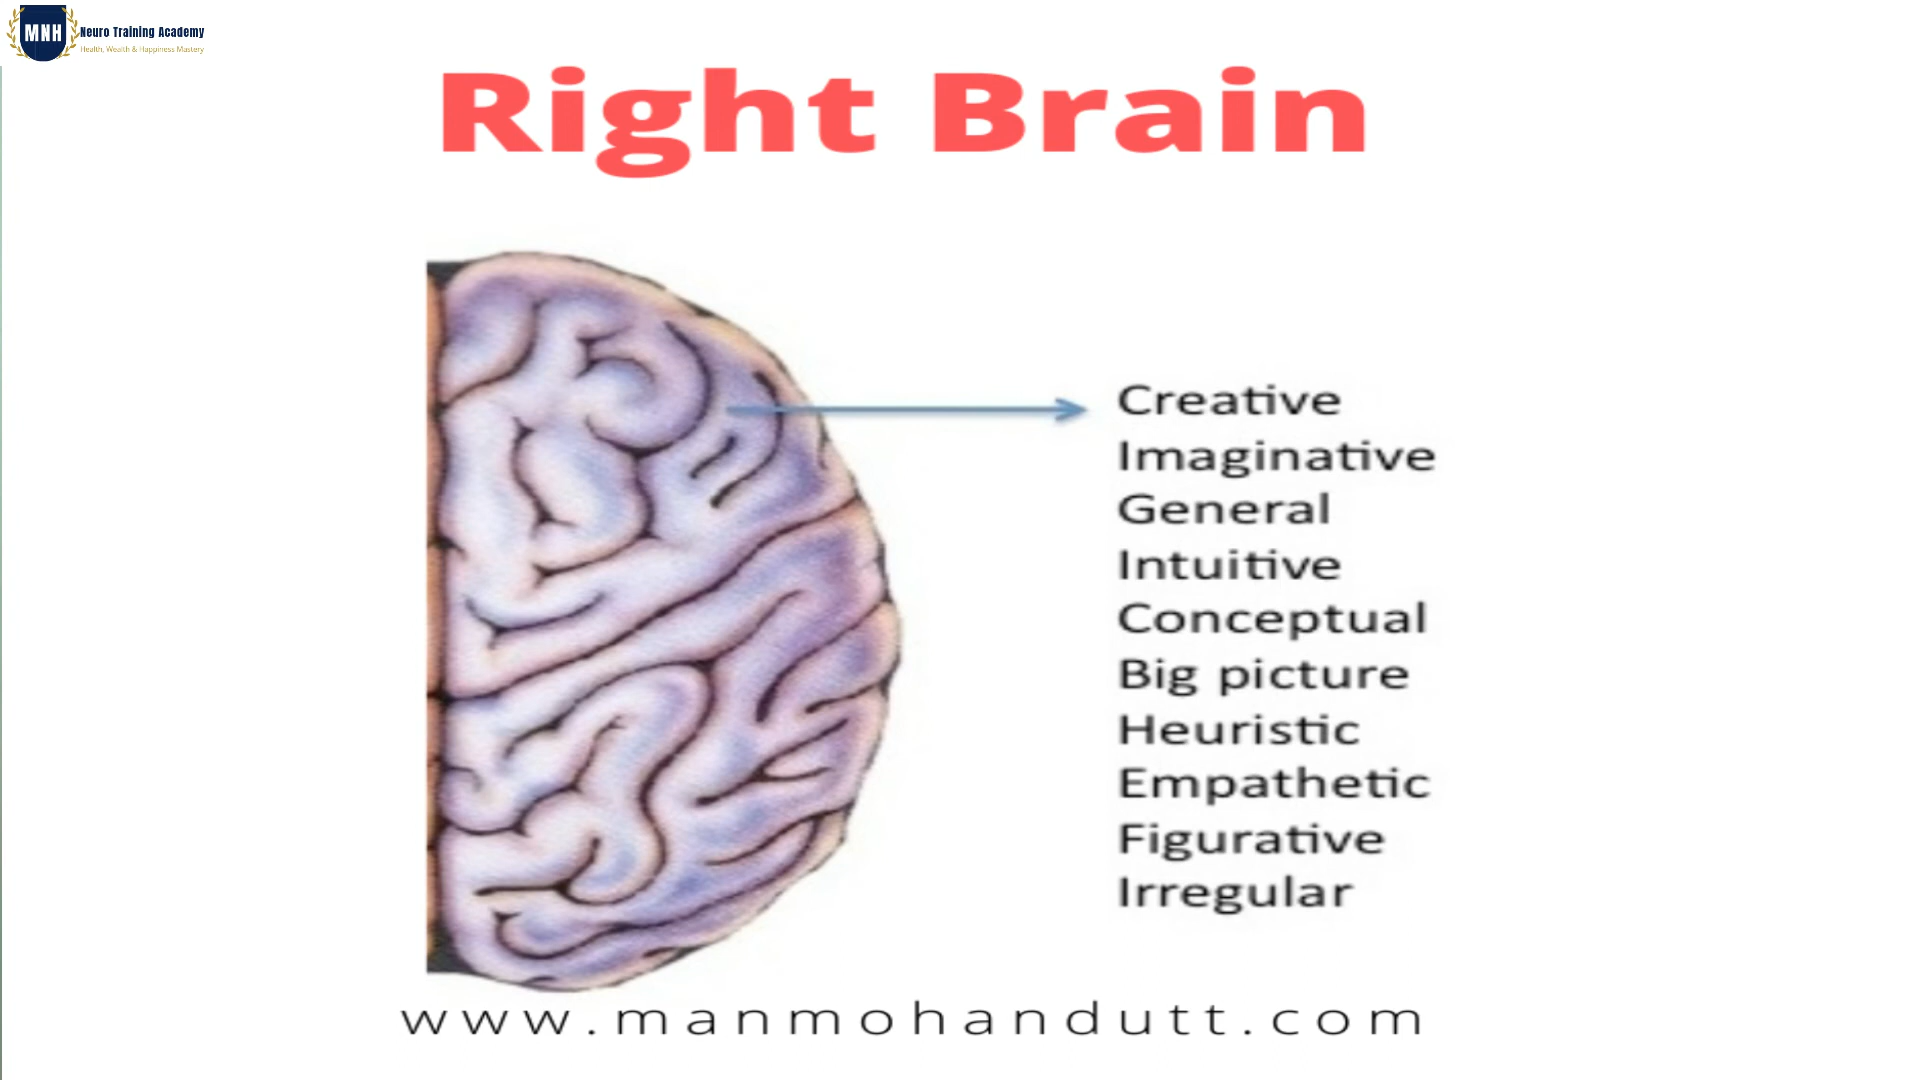 MNH
Neuro Training Academy
Health, Wealth & Happiness Mastery
Right Brain
Creative
Imaginative
General
Intuitive
Conceptual
Big picture
Heuristic
Empathetic
Figurative
Irregular
www.manmohandutt.com